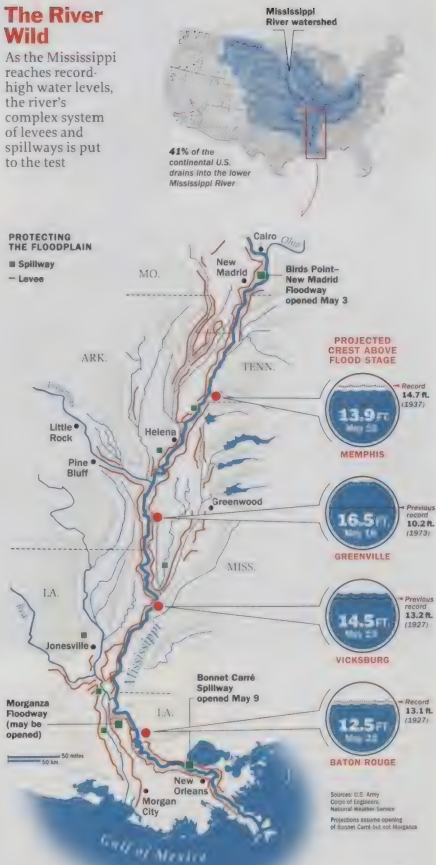 The River
Wild
As the Mississippi
reaches record-
high water levels,
the river's
complex system
of levees and
spillways is put
to the test
Mississippi
River watershed
41% of the
continental U.S.
drains into the lower
Mississippi River
PROTECTING
THE FLOODPLAIN
Spillway
Levee
Cairo
Ohio
New
Madrid
Birds Point–
New Madrid
Floodway
opened May 3
MO.
ARK.
TENN.
Little
Rock
Helena
Pine
Bluff
Greenwood
MISS.
LA.
Red
Jonesville
Mississippi
Morganza
Floodway
(may be
opened)
Bonnet Carré
Spillway
opened May 9
LA.
50 miles
50 km
New
Orleans
Morgan
City
Gulf of Mexico
PROJECTED
CREST ABOVE
FLOOD STAGE
Record
14.7 ft.
(1937)
13.9 FT.
MEMPHIS
Previous
record
10.2 ft.
(1973)
16.5 FT.
May 16
GREENVILLE
Previous
record
13.2 ft.
(1927)
14.5 FT.
VICKSBURG
Record
13.1 ft.
(1927)
12.5 FT.
BATON ROUGE
Sources: U.S. Army
Corps of Engineers;
National Weather Service
Projections assume opening
of Bonnet Carré but not Morganza